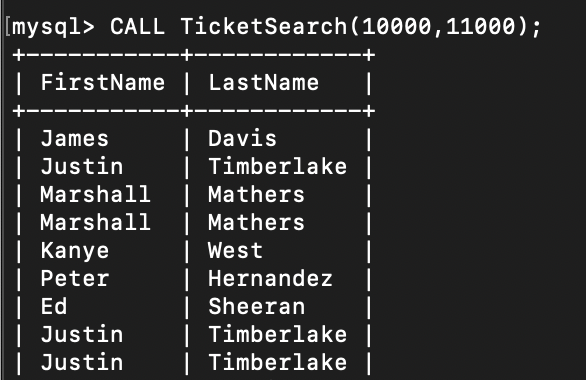 [mysql> CALL TicketSearch(10000,11000);
+-----------+------------+
| FirstName | LastName   |
+-----------+------------+
| James     | Davis      |
| Justin    | Timberlake |
| Marshall  | Mathers    |
| Marshall  | Mathers    |
| Kanye     | West       |
| Peter     | Hernandez  |
| Ed        | Sheeran    |
| Justin    | Timberlake |
| Justin    | Timberlake |